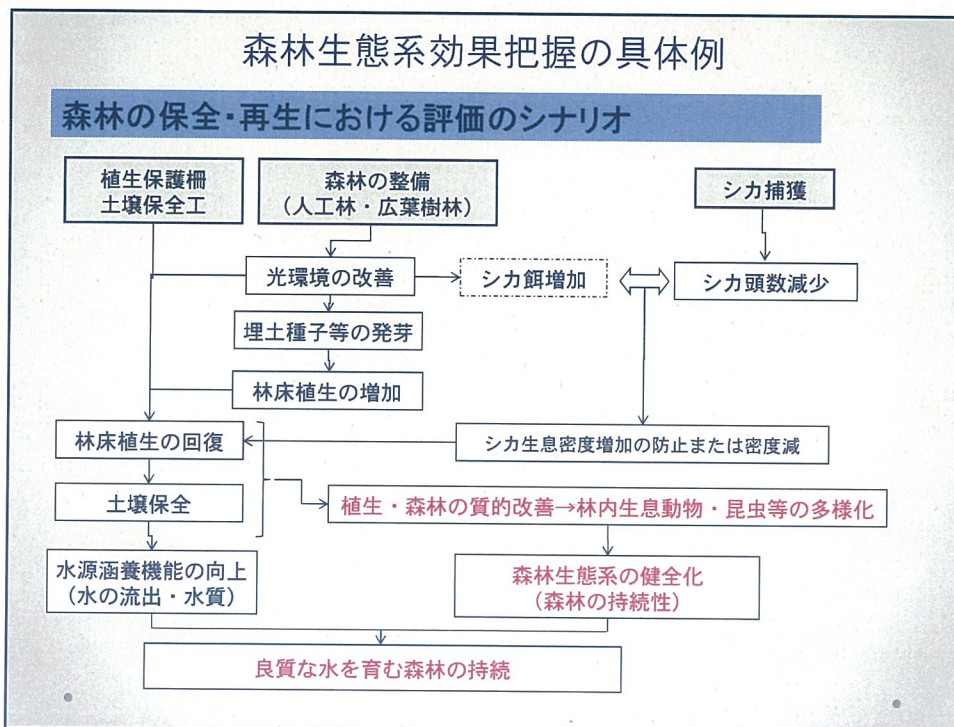 森林生態系効果把握の具体例
森林の保全・再生における評価のシナリオ
植生保護柵
土壌保全工
森林の整備
(人工林・広葉樹林)
シカ捕獲
光環境の改善
シカ餌増加
シカ頭数減少
埋土種子等の発芽
林床植生の増加
林床植生の回復
シカ生息密度増加の防止または密度減
土壌保全
植生・森林の質的改善→林内生息動物・昆虫等の多様化
水源涵養機能の向上
(水の流出・水質)
森林生態系の健全化
(森林の持続性)
良質な水を育む森林の持続